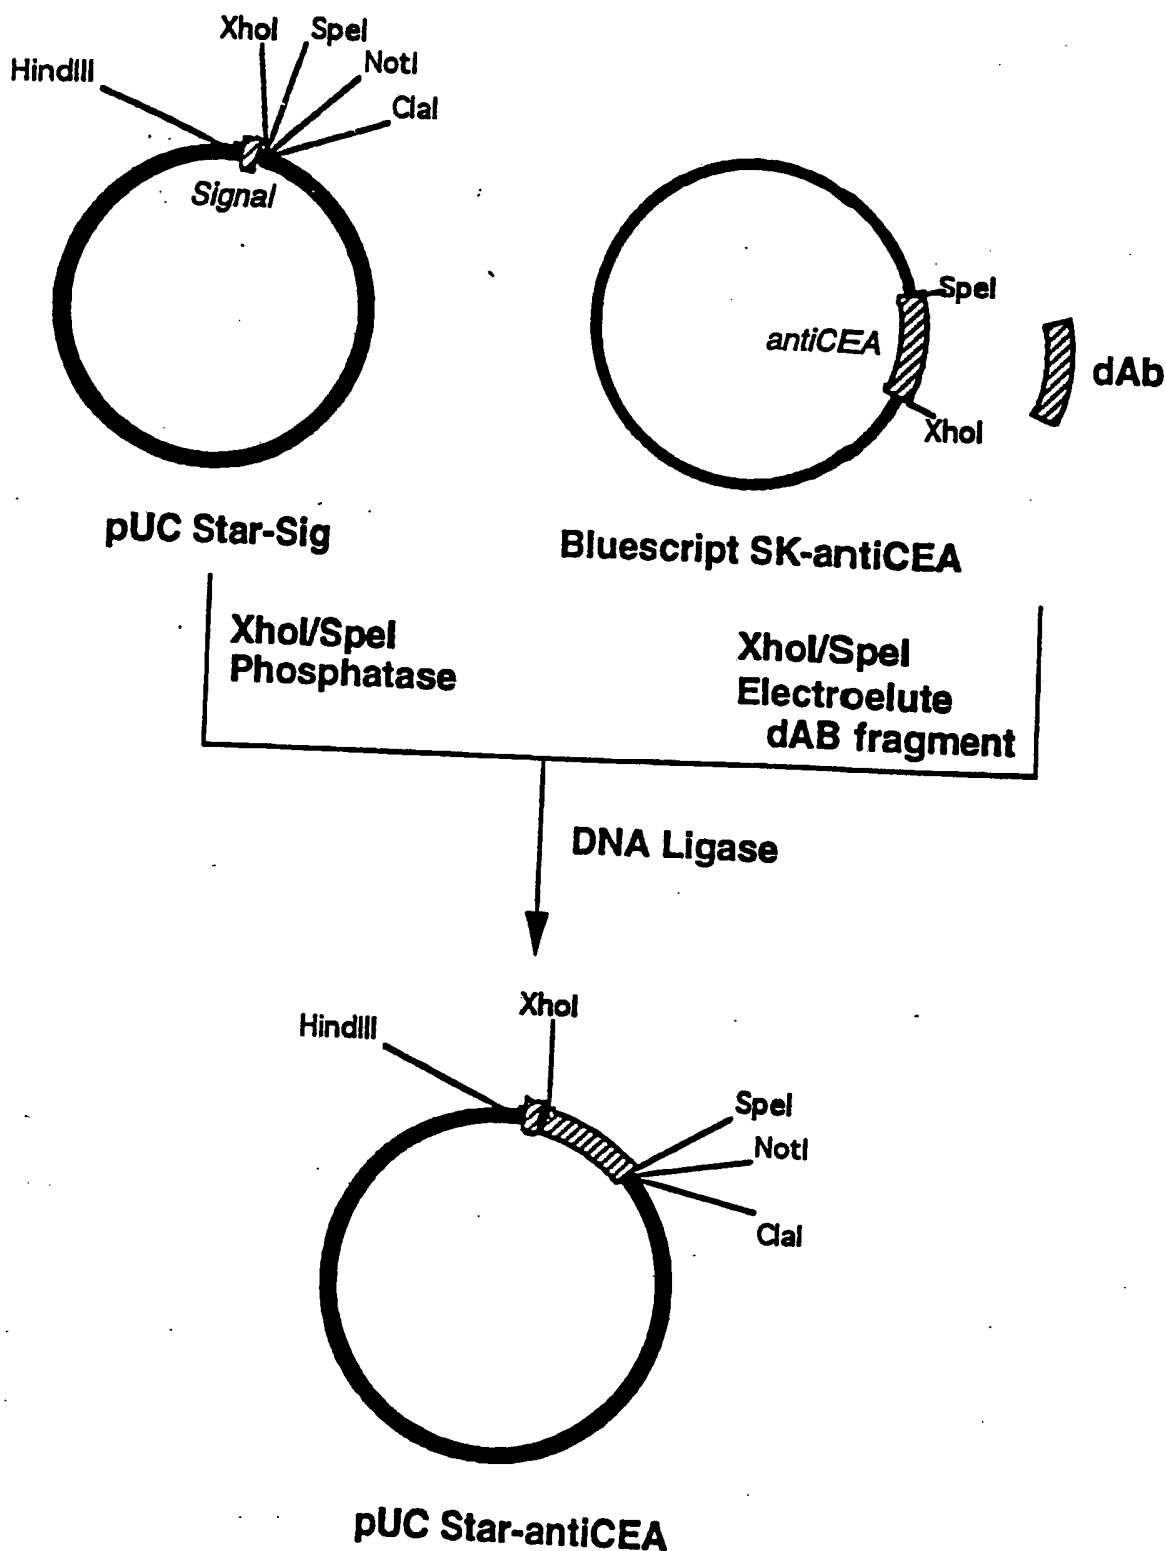 XhoI SpeI
HindIII
NotI
ClaI
Signal
pUC Star-Sig
SpeI
antiCEA
XhoI
dAb
Bluescript SK-antiCEA
XhoI/SpeI
Phosphatase
XhoI/SpeI
Electroelute
dAB fragment
DNA Ligase
XhoI
HindIII
SpeI
NotI
ClaI
pUC Star-antiCEA